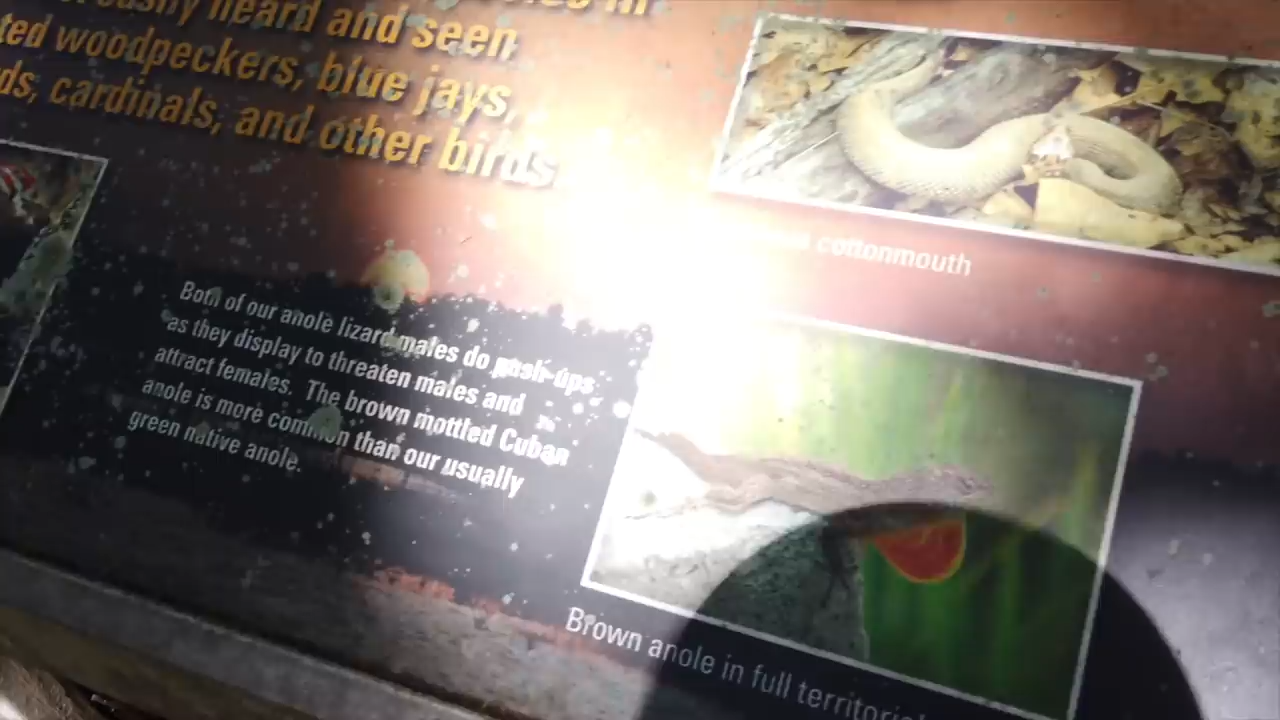 heard and seen
woodpeckers, blue jays,
cardinals, and other birds
cottonmouth
Both of our anole lizard males do push-ups
as they display to threaten males and
attract females. The brown mottled Cuban
anole is more common than our usually
green native anole.
Brown anole in full territorial